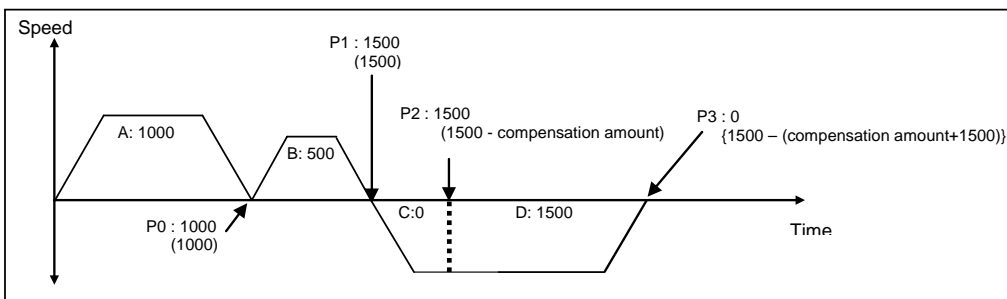 Speed
P1 : 1500
(1500)
P2 : 1500
(1500 - compensation amount)
P3 : 0
{1500 – (compensation amount+1500)}
A: 1000
B: 500
C:0
D: 1500
P0 : 1000
(1000)
Time